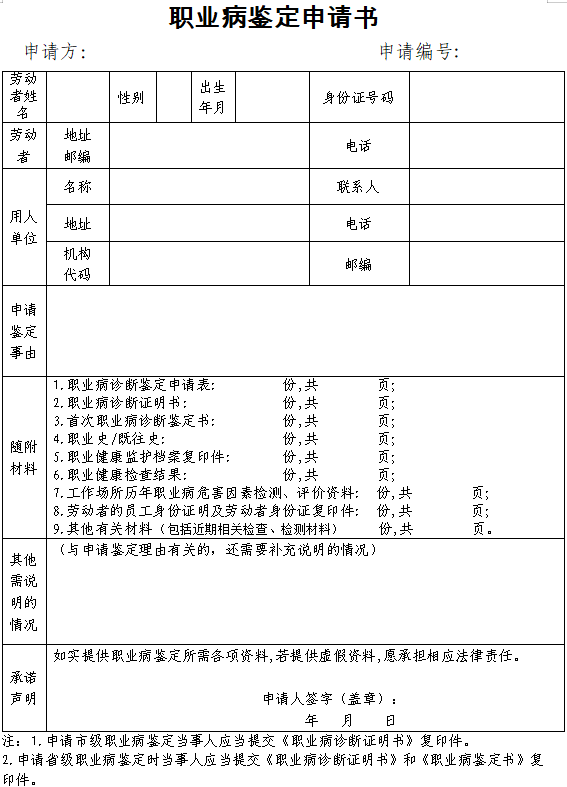 职业病鉴定申请书
申请方: 申请编号:
劳动
者姓
名
性别
出生
年月
身份证号码
劳动
者
地址
邮编
电话
用人
单位
名称
联系人
地址
电话
机构
代码
邮编
申请
鉴定
事由
随附
材料
1.职业病诊断鉴定申请表: 份,共 页;
2.职业病诊断证明书: 份,共 页;
3.首次职业病诊断鉴定书: 份,共 页;
4.职业史/既往史: 份,共 页;
5.职业健康监护档案复印件: 份,共 页;
6.职业健康检查结果: 份,共 页;
7.工作场所历年职业病危害因素检测、评价资料: 份,共 页;
8.劳动者的员工身份证明及劳动者身份证复印件: 份,共 页;
9.其他有关材料（包括近期相关检查、检测材料） 份,共 页。
其他
需说
明的
情况
（与申请鉴定理由有关的，还需要补充说明的情况）
承诺
声明
如实提供职业病鉴定所需各项资料,若提供虚假资料,愿承担相应法律责任。
申请人签字（盖章）:
年 月 日
注: 1.申请市级职业病鉴定当事人应当提交《职业病诊断证明书》复印件。
2.申请省级职业病鉴定时当事人应当提交《职业病诊断证明书》和《职业病鉴定书》复
印件。